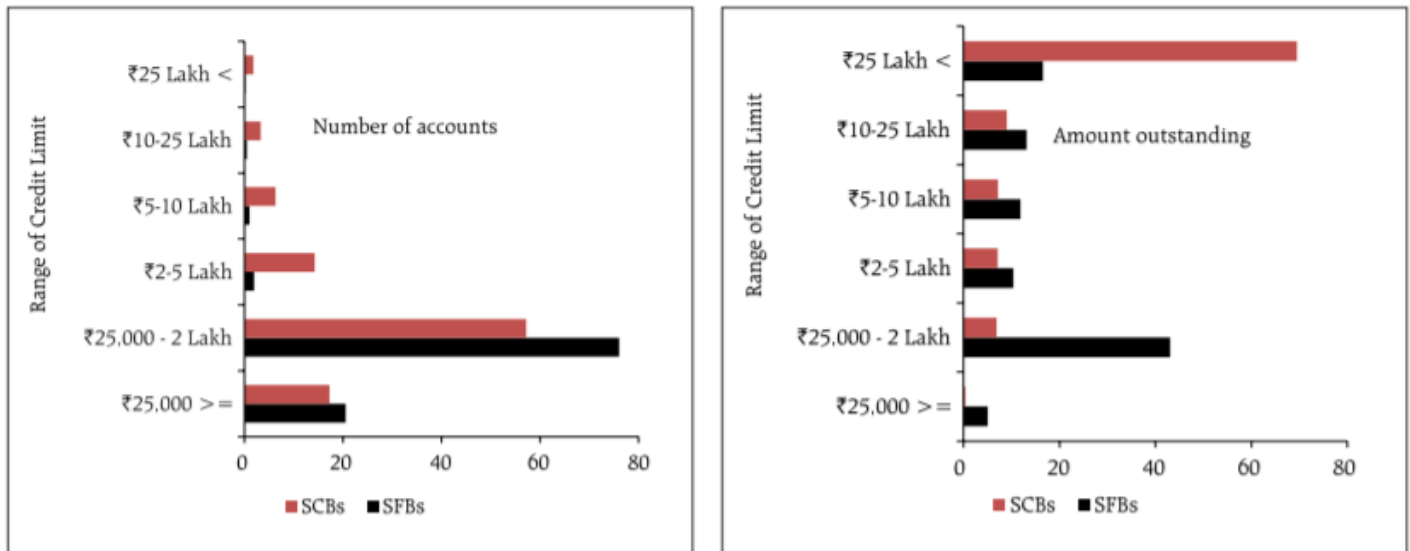 Range of Credit Limit
₹25 Lakh <
₹10-25 Lakh
₹5-10 Lakh
₹2-5 Lakh
₹25,000 - 2 Lakh
₹25,000 >=
Number of accounts
0 20 40 60 80
SCBs SFBs
Range of Credit Limit
₹25 Lakh <
₹10-25 Lakh
₹5-10 Lakh
₹2-5 Lakh
₹25,000 - 2 Lakh
₹25,000 >=
Amount outstanding
0 20 40 60 80
SCBs SFBs